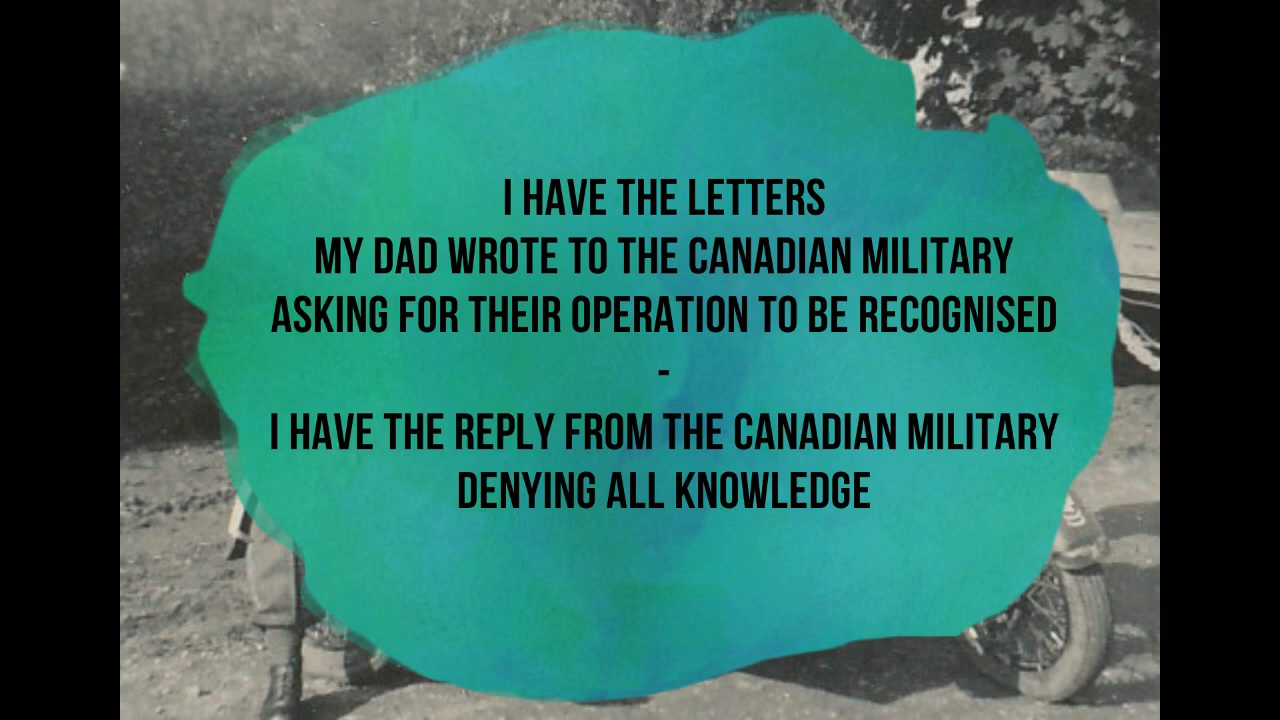 I HAVE THE LETTERS
MY DAD WROTE TO THE CANADIAN MILITARY
ASKING FOR THEIR OPERATION TO BE RECOGNISED
-
I HAVE THE REPLY FROM THE CANADIAN MILITARY
DENYING ALL KNOWLEDGE